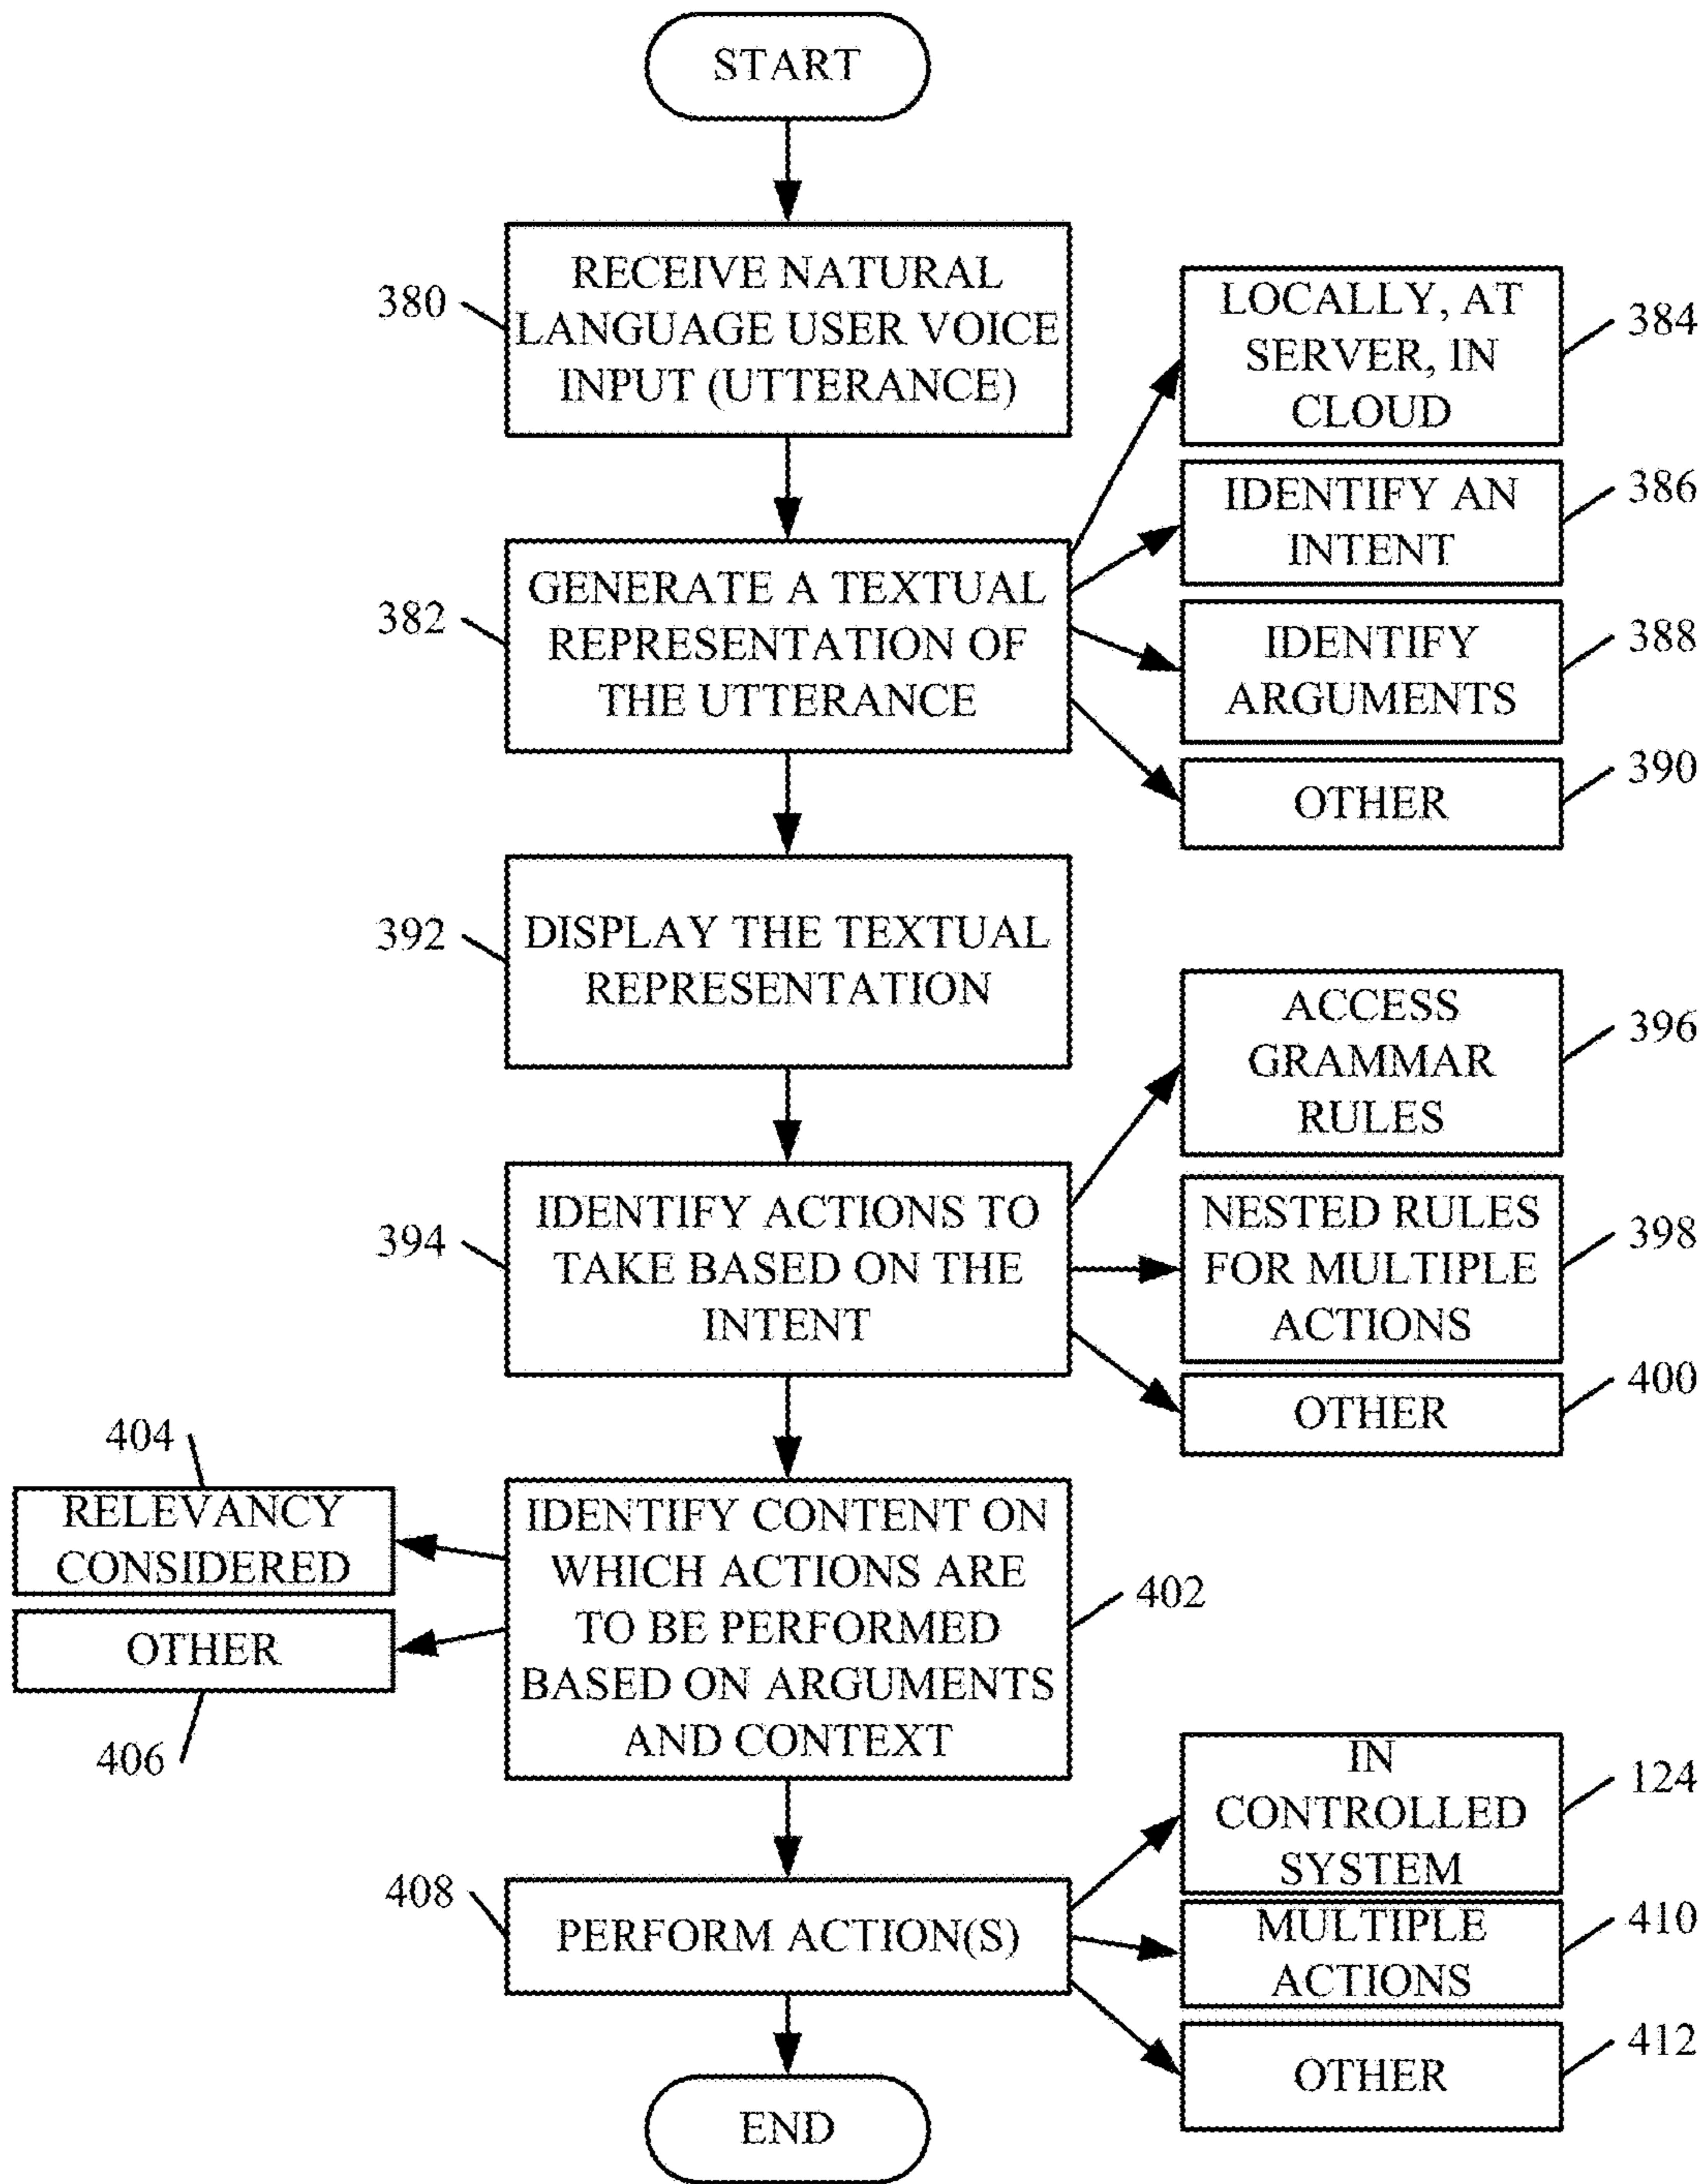 START
380
RECEIVE NATURAL
LANGUAGE USER VOICE
INPUT (UTTERANCE)
LOCALLY, AT
SERVER, IN
CLOUD
384
IDENTIFY AN
INTENT
386
382
GENERATE A TEXTUAL
REPRESENTATION OF
THE UTTERANCE
IDENTIFY
ARGUMENTS
388
OTHER
390
392
DISPLAY THE TEXTUAL
REPRESENTATION
ACCESS
GRAMMAR
RULES
396
394
IDENTIFY ACTIONS TO
TAKE BASED ON THE
INTENT
NESTED RULES
FOR MULTIPLE
ACTIONS
398
OTHER
400
404
RELEVANCY
CONSIDERED
OTHER
406
IDENTIFY CONTENT ON
WHICH ACTIONS ARE
TO BE PERFORMED
BASED ON ARGUMENTS
AND CONTEXT
402
IN
CONTROLLED
SYSTEM
124
408
PERFORM ACTION(S)
MULTIPLE
ACTIONS
410
OTHER
412
END